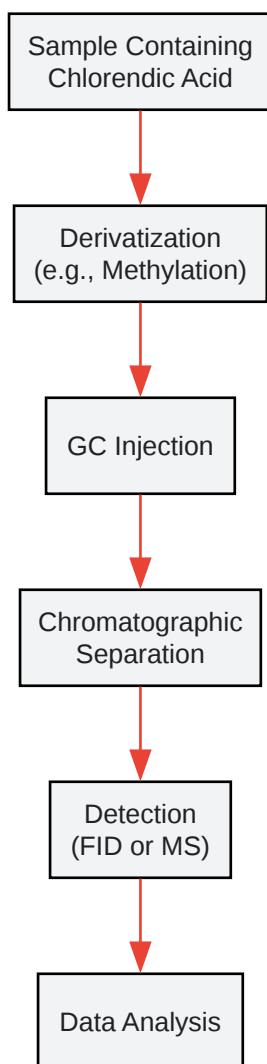 Sample Containing
Chlorendic Acid
Derivatization
(e.g., Methylation)
GC Injection
Chromatographic
Separation
Detection
(FID or MS)
Data Analysis